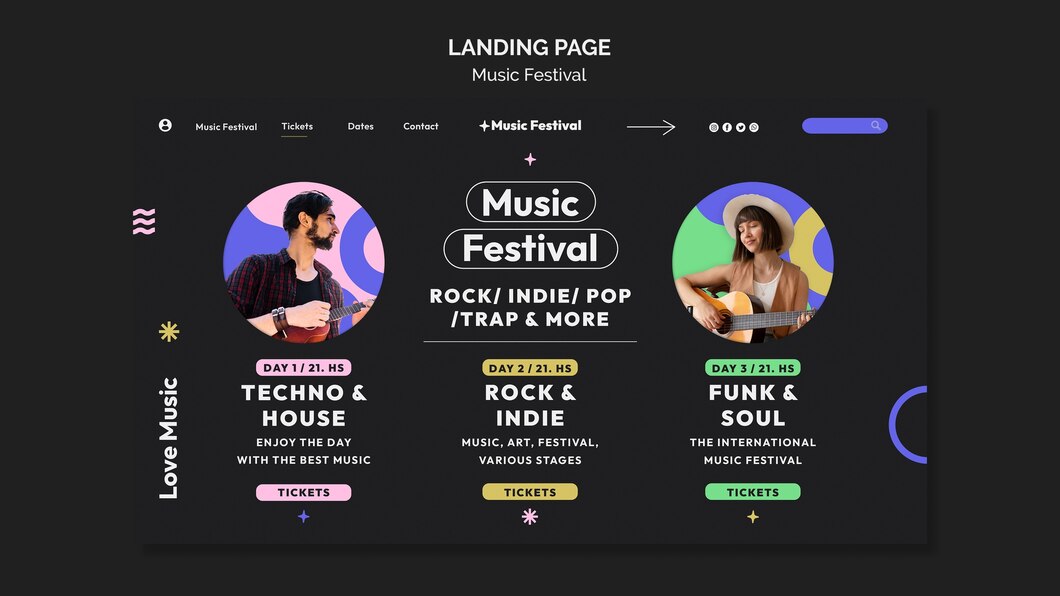 LANDING PAGE
Music Festival
Music Festival
Tickets
Dates
Contact
Music Festival
Music
Festival
ROCK/ INDIE/ POP
/TRAP & MORE
Love Music
DAY 1 / 21. HS
TECHNO &
HOUSE
ENJOY THE DAY
WITH THE BEST MUSIC
TICKETS
DAY 2 / 21. HS
ROCK &
INDIE
MUSIC, ART, FESTIVAL,
VARIOUS STAGES
TICKETS
DAY 3 / 21. HS
FUNK &
SOUL
THE INTERNATIONAL
MUSIC FESTIVAL
TICKETS